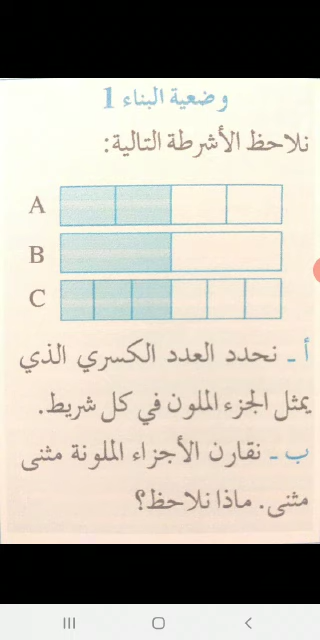 وضعية البناء 1
نلاحظ الأشرطة التالية:
A
B
C
أ - نحدد العدد الكسري الذي
يمثل الجزء الملون في كل شريط.
ب - نقارن الأجزاء الملونة مثنى
مثنى. ماذا نلاحظ؟